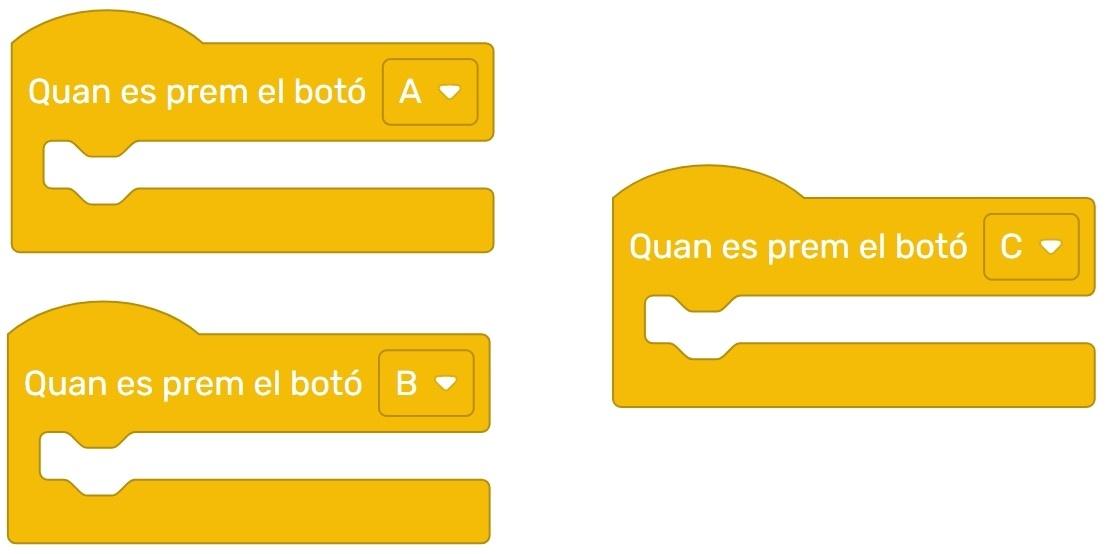 Quan es prem el botó A
Quan es prem el botó B
Quan es prem el botó C